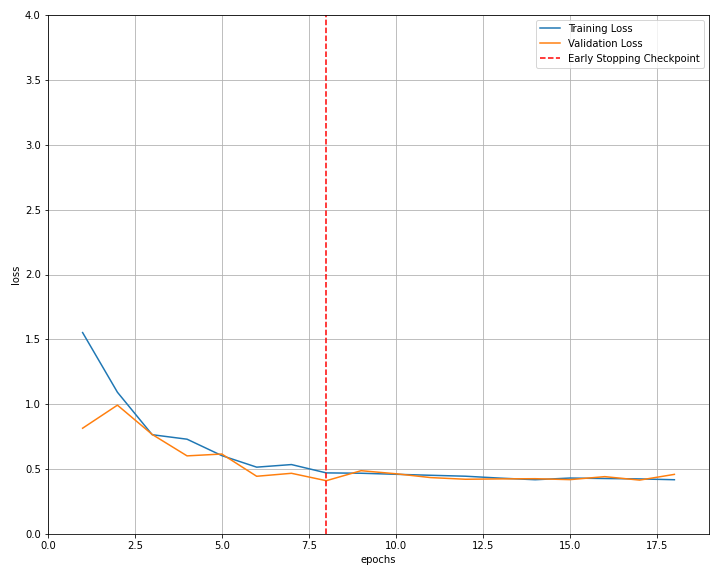 4.0
3.5
3.0
2.5
2.0
1.5
1.0
0.5
0.0
loss
Training Loss
Validation Loss
Early Stopping Checkpoint
0.0 2.5 5.0 7.5 10.0 12.5 15.0 17.5
epochs